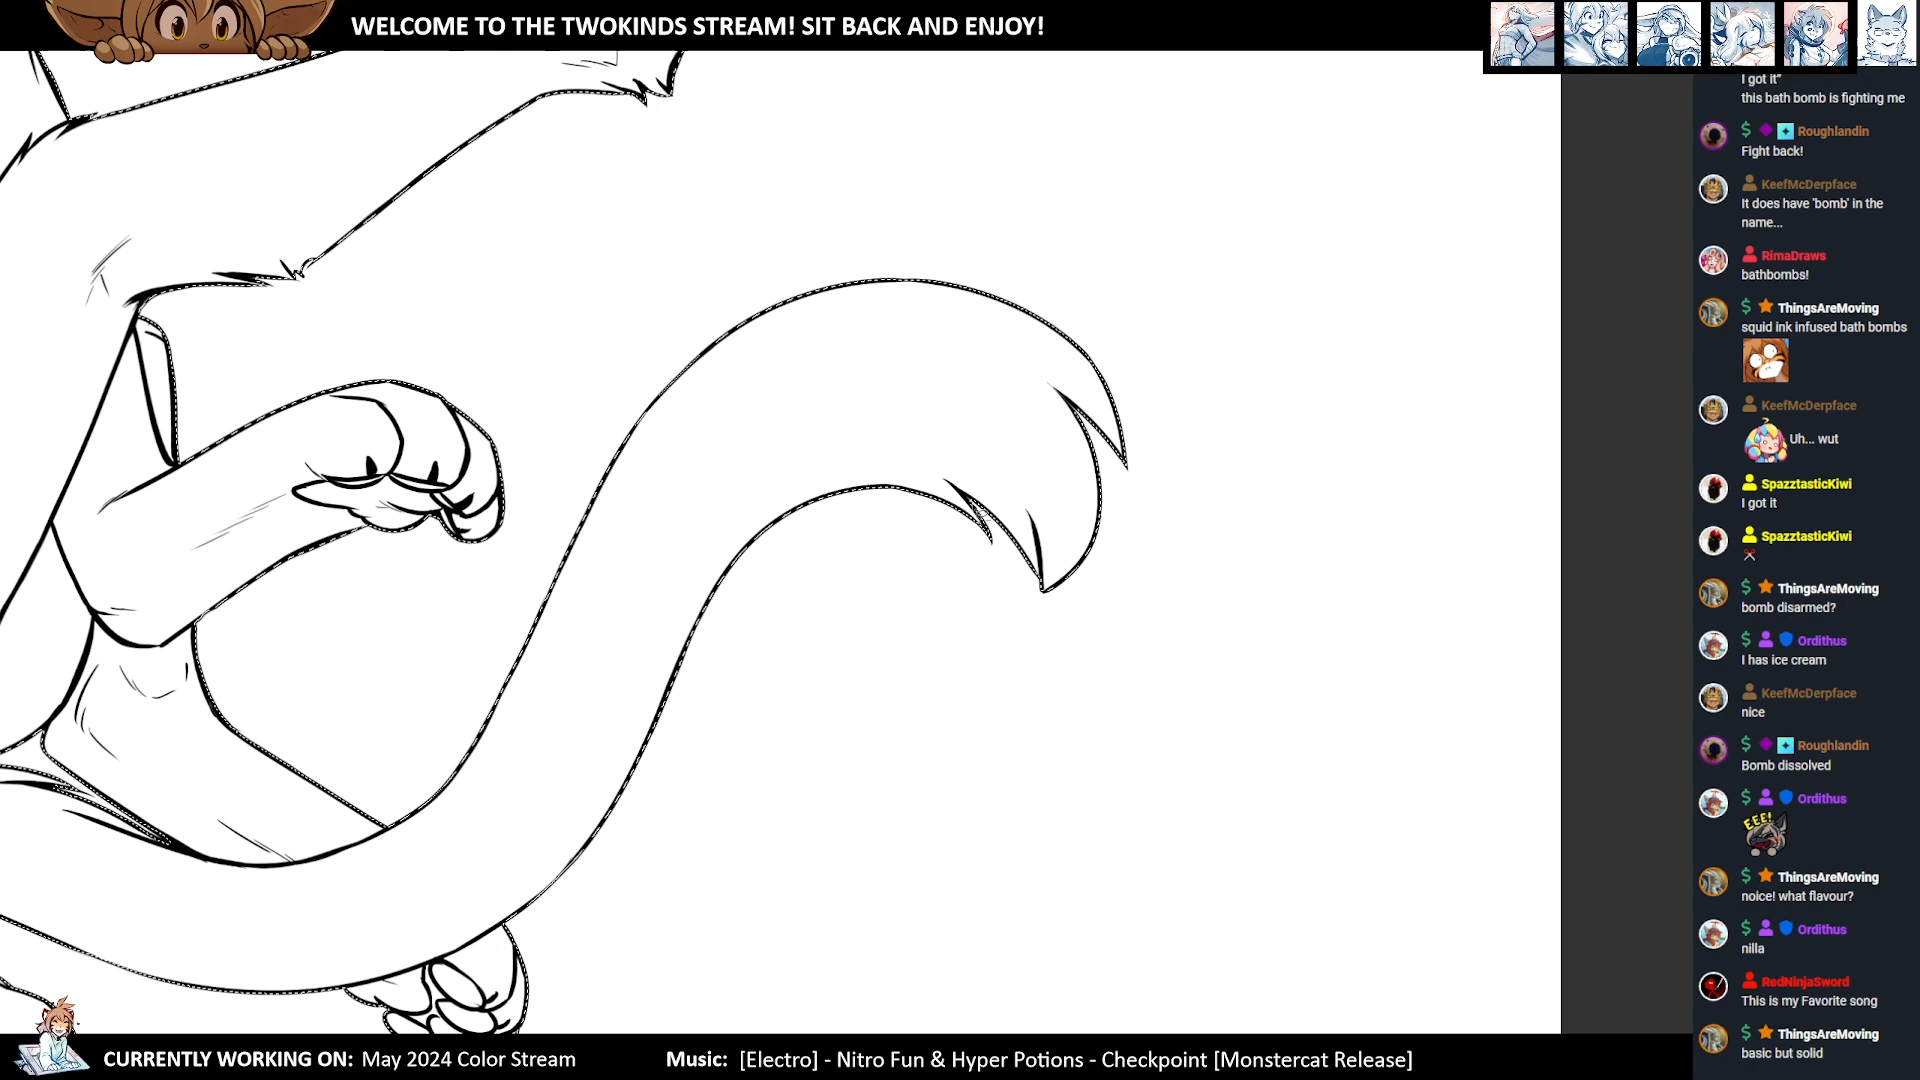 WELCOME TO THE TWOKINDS STREAM! SIT BACK AND ENJOY!
I got it”
this bath bomb is fighting me
Roughlandin
Fight back!
KeefMcDerpface
It does have 'bomb' in the
name...
RimaDraws
bathbombs!
ThingsAreMoving
squid ink infused bath bombs
KeefMcDerpface
Uh... wut
SpazztasticKiwi
I got it
SpazztasticKiwi
ThingsAreMoving
bomb disarmed?
Ordithus
I has ice cream
KeefMcDerpface
nice
Roughlandin
Bomb dissolved
Ordithus
EEE!
ThingsAreMoving
noice! what flavour?
Ordithus
nilla
RedNinjaSword
This is my Favorite song
ThingsAreMoving
basic but solid
CURRENTLY WORKING ON: May 2024 Color Stream
Music: [Electro] - Nitro Fun & Hyper Potions - Checkpoint [Monstercat Release]